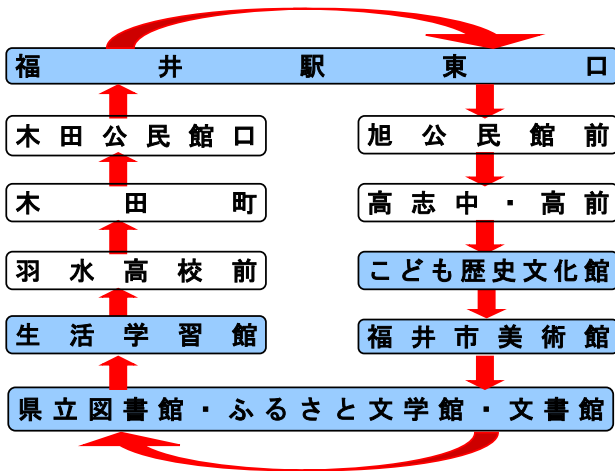 福井駅東口
木田公民館口
旭公民館前
木田町
高志中・高前
羽水高校前
こども歴史文化館
生活学習館
福井市美術館
県立図書館・ふるさと文学館・文書館